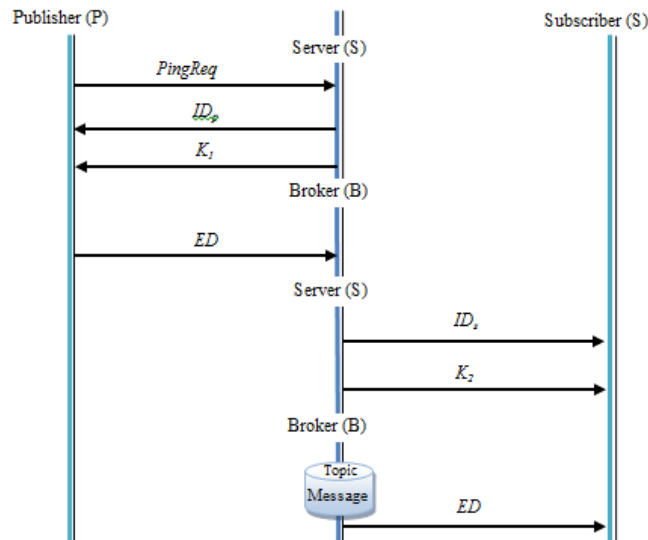 Publisher (P)
Subscriber (S)
Server (S)
PingReq
IDp
K1
Broker (B)
ED
Server (S)
IDs
K2
Broker (B)
Topic
Message
ED